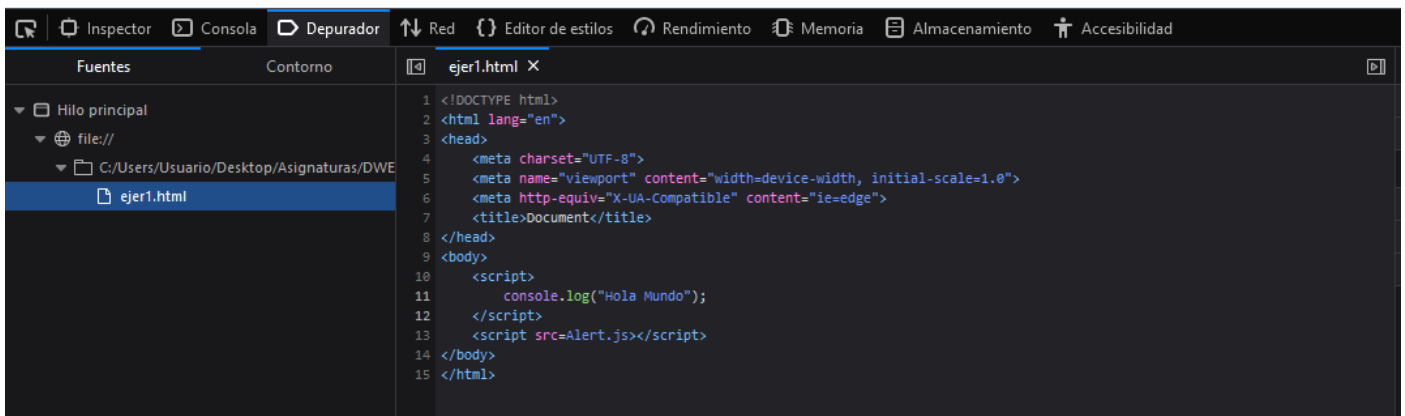 Inspector Consola Depurador Red Editor de estilos Rendimiento Memoria Almacenamiento Accesibilidad
Fuentes Contorno ejer1.html
Hilo principal
file://
C:/Users/Usuario/Desktop/Asignaturas/DWE
ejer1.html
1 <!DOCTYPE html>
2 <html lang="en">
3 <head>
4 <meta charset="UTF-8">
5 <meta name="viewport" content="width=device-width, initial-scale=1.0">
6 <meta http-equiv="X-UA-Compatible" content="ie=edge">
7 <title>Document</title>
8 </head>
9 <body>
10 <script>
11 console.log("Hola Mundo");
12 </script>
13 <script src=Alert.js></script>
14 </body>
15 </html>